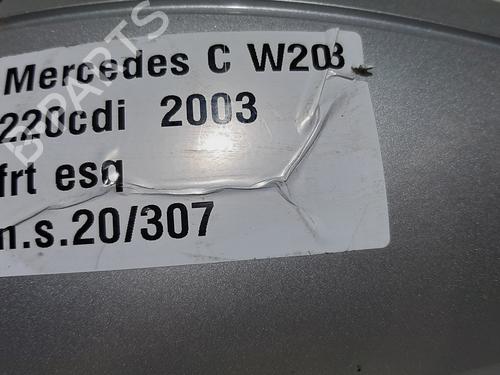 Mercedes C W203
220cdi 2003
frt esq
n.s.20/307